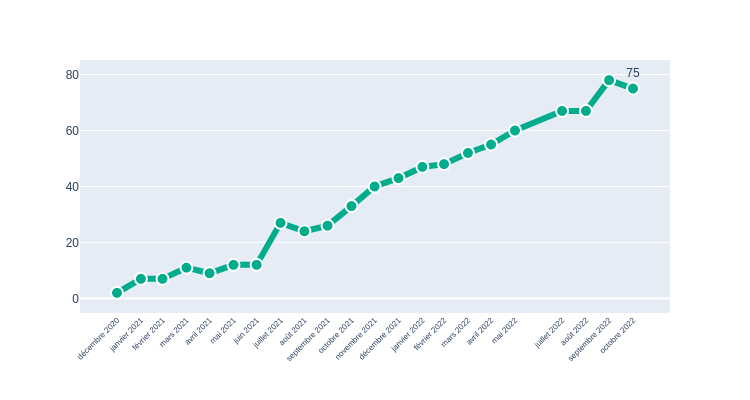 80
75
60
40
20
0
décembre 2020
janvier 2021
février 2021
mars 2021
avril 2021
mai 2021
juin 2021
juillet 2021
août 2021
septembre 2021
octobre 2021
novembre 2021
décembre 2021
janvier 2022
février 2022
mars 2022
avril 2022
mai 2022
juillet 2022
août 2022
septembre 2022
octobre 2022